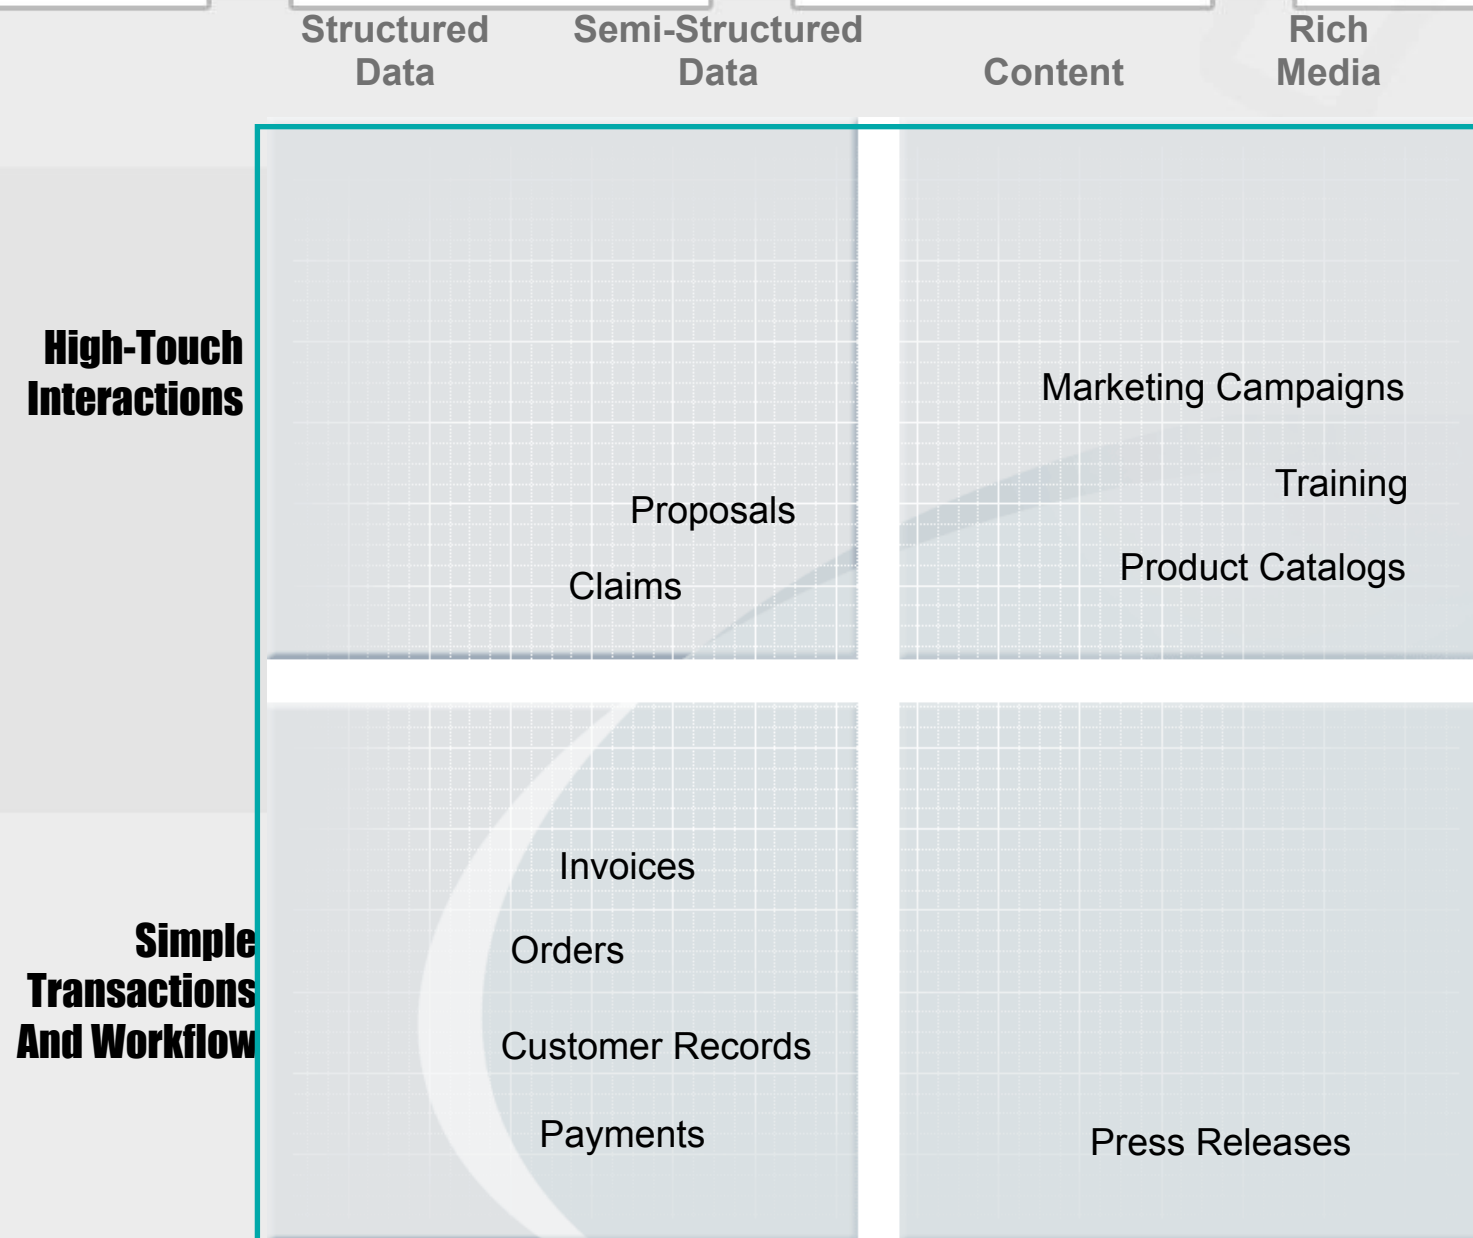 Structured
Data
Semi-Structured
Data
Content
Rich
Media
High-Touch
Interactions
Marketing Campaigns
Training
Proposals
Product Catalogs
Claims
Invoices
Simple
Transactions
And Workflow
Orders
Customer Records
Payments
Press Releases